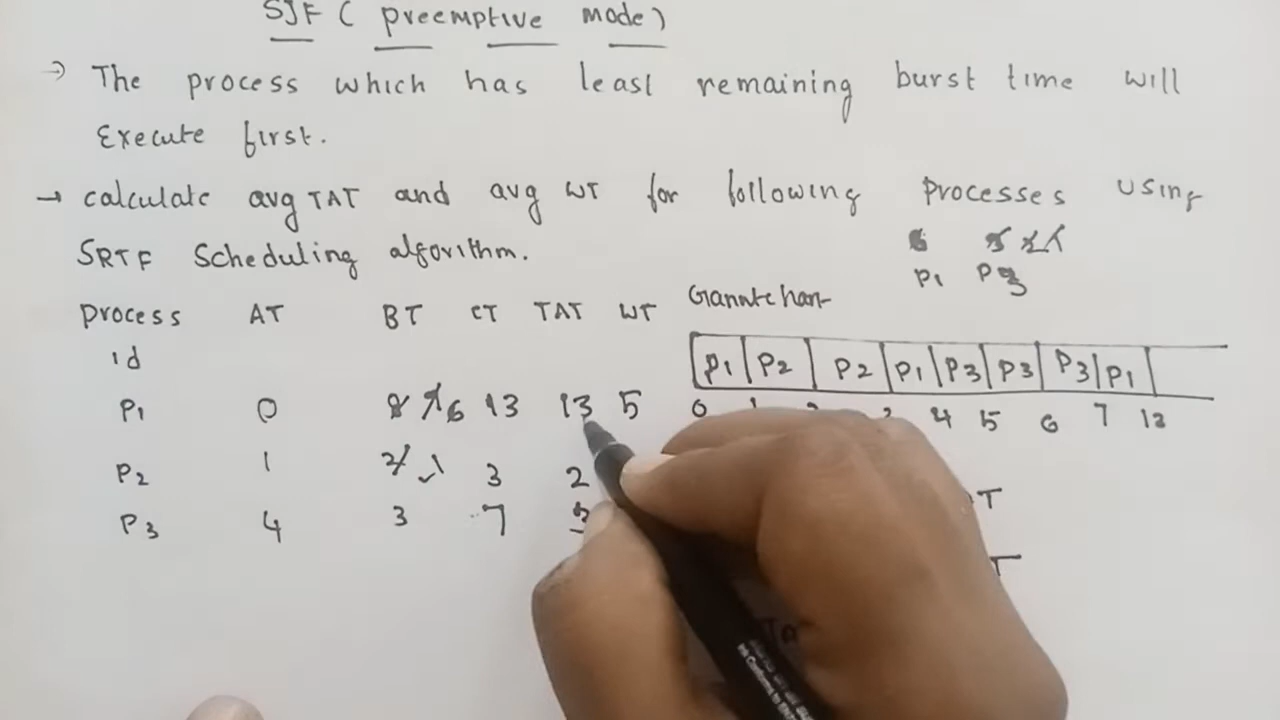 SJF ( preemptive mode )
→ The process which has least remaining burst time will
Execute first.
→ calculate avg TAT and avg WT for following processes using
SRTF Scheduling algorithm.
P1 P3
Process AT BT CT TAT WT
id
Ganntchart
P1 P2 P2 P1 P3 P3 P3 P1
0 4 5 6 7 13
P1 0 8 7 6 13 13 5
P2 1 2 1 3 2
P3 4 3 7 3
T
T